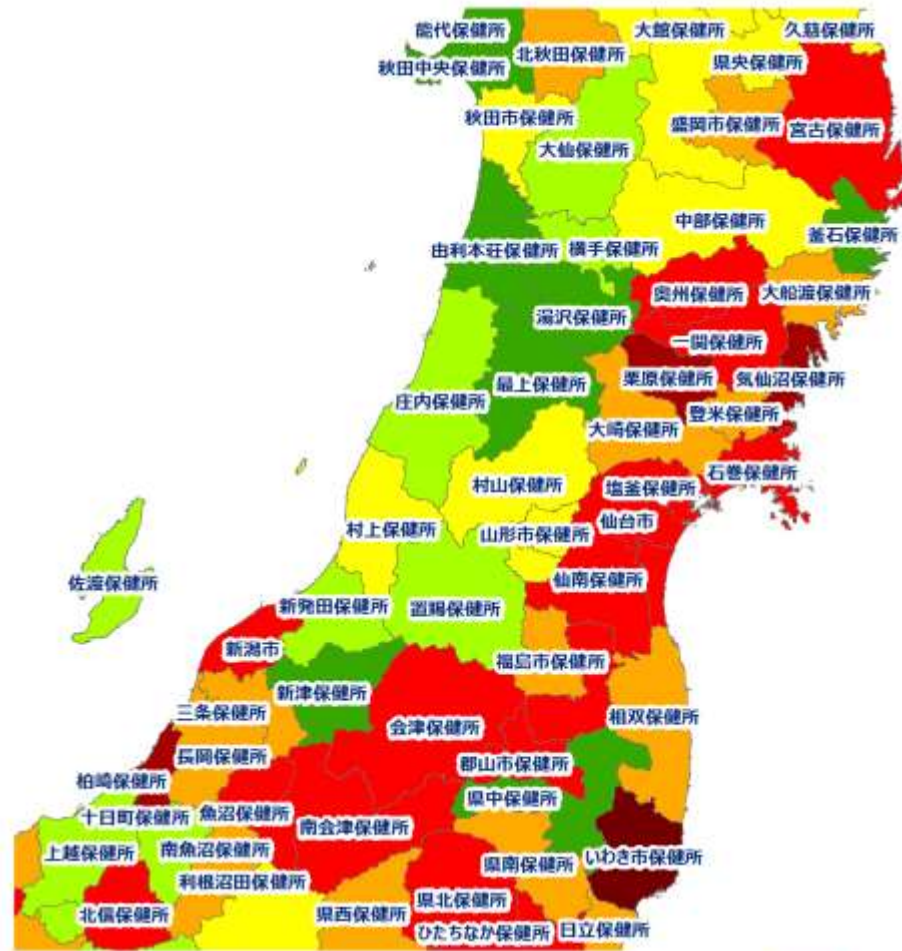 能代保健所
大館保健所
久慈保健所
北秋田保健所
県央保健所
秋田中央保健所
秋田市保健所
盛岡市保健所
宮古保健所
大仙保健所
中部保健所
釜石保健所
由利本荘保健所
横手保健所
奥州保健所
大船渡保健所
湯沢保健所
一関保健所
栗原保健所
気仙沼保健所
最上保健所
庄内保健所
登米保健所
大崎保健所
石巻保健所
村山保健所
塩釜保健所
仙台市
村上保健所
山形市保健所
佐渡保健所
仙南保健所
新発田保健所
置賜保健所
新潟市
福島市保健所
新津保健所
三条保健所
相双保健所
会津保健所
長岡保健所
郡山市保健所
柏崎保健所
県中保健所
十日町保健所
魚沼保健所
南会津保健所
上越保健所
南魚沼保健所
県南保健所
いわき市保健所
利根沼田保健所
北信保健所
県西保健所
県北保健所
ひたちなか保健所
日立保健所